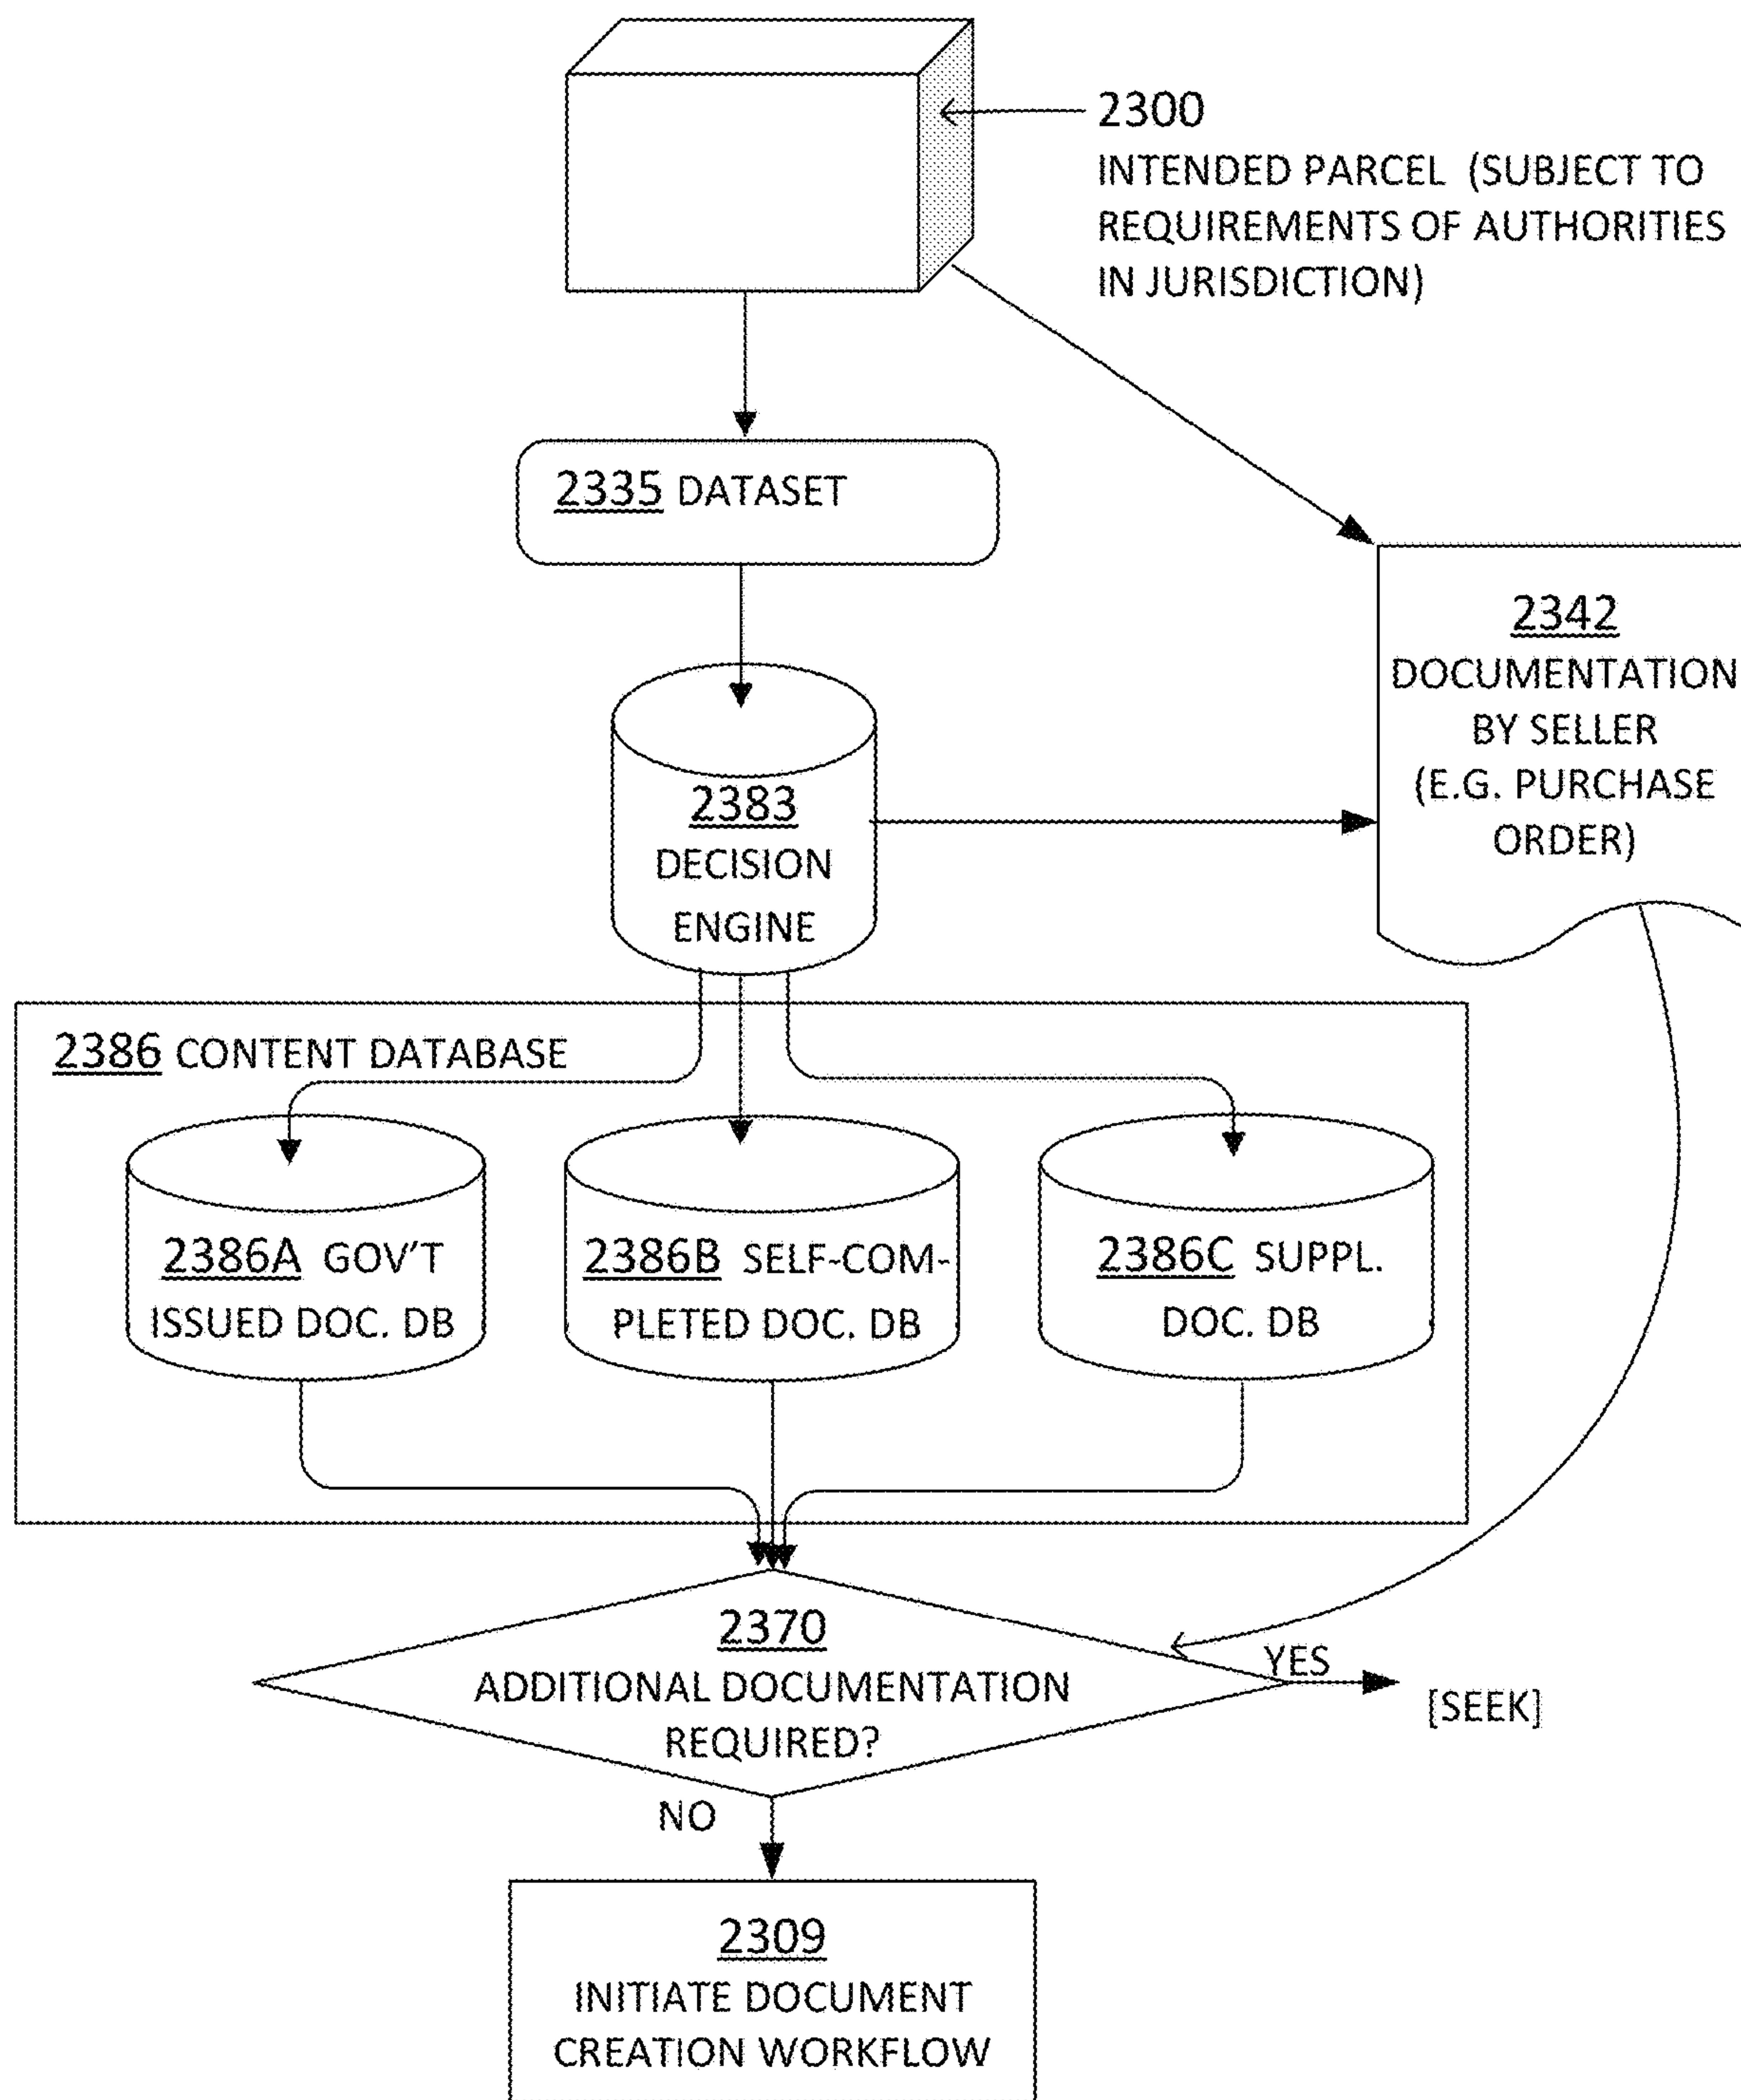 2300
INTENDED PARCEL (SUBJECT TO
REQUIREMENTS OF AUTHORITIES
IN JURISDICTION)
2335 DATASET
2342
DOCUMENTATION
BY SELLER
(E.G. PURCHASE
ORDER)
2383
DECISION
ENGINE
2386 CONTENT DATABASE
2386A GOV'T
ISSUED DOC. DB
2386B SELF-COM-
PLETED DOC. DB
2386C SUPPL.
DOC. DB
2370
ADDITIONAL DOCUMENTATION
REQUIRED?
YES
[SEEK]
NO
2309
INITIATE DOCUMENT
CREATION WORKFLOW